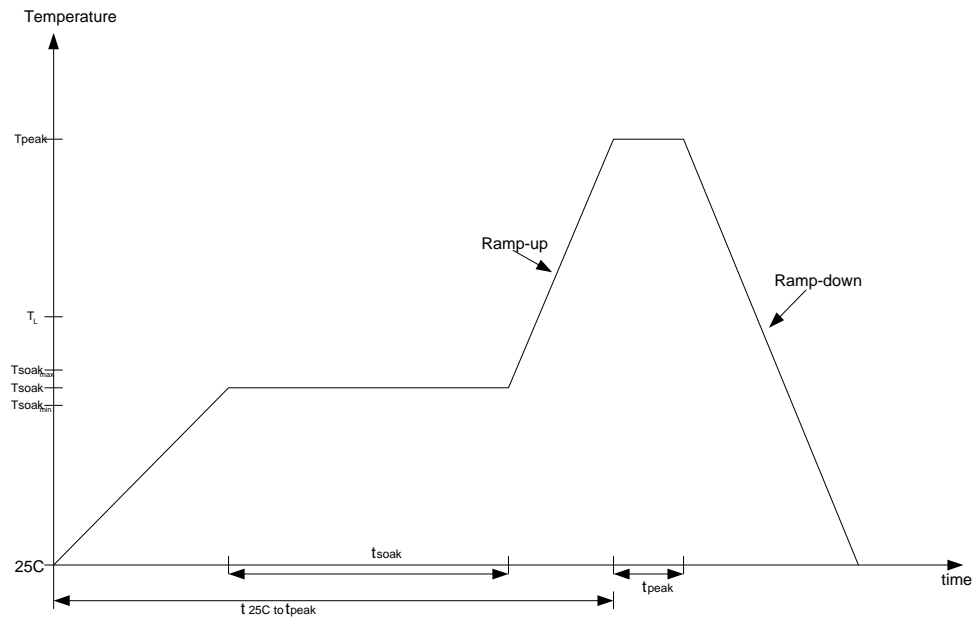 Temperature
Tpeak
Ramp-up
Ramp-down
TL
Tsoakmax
Tsoak
Tsoakmin
25C
tsoak
tpeak
time
t 25C to tpeak